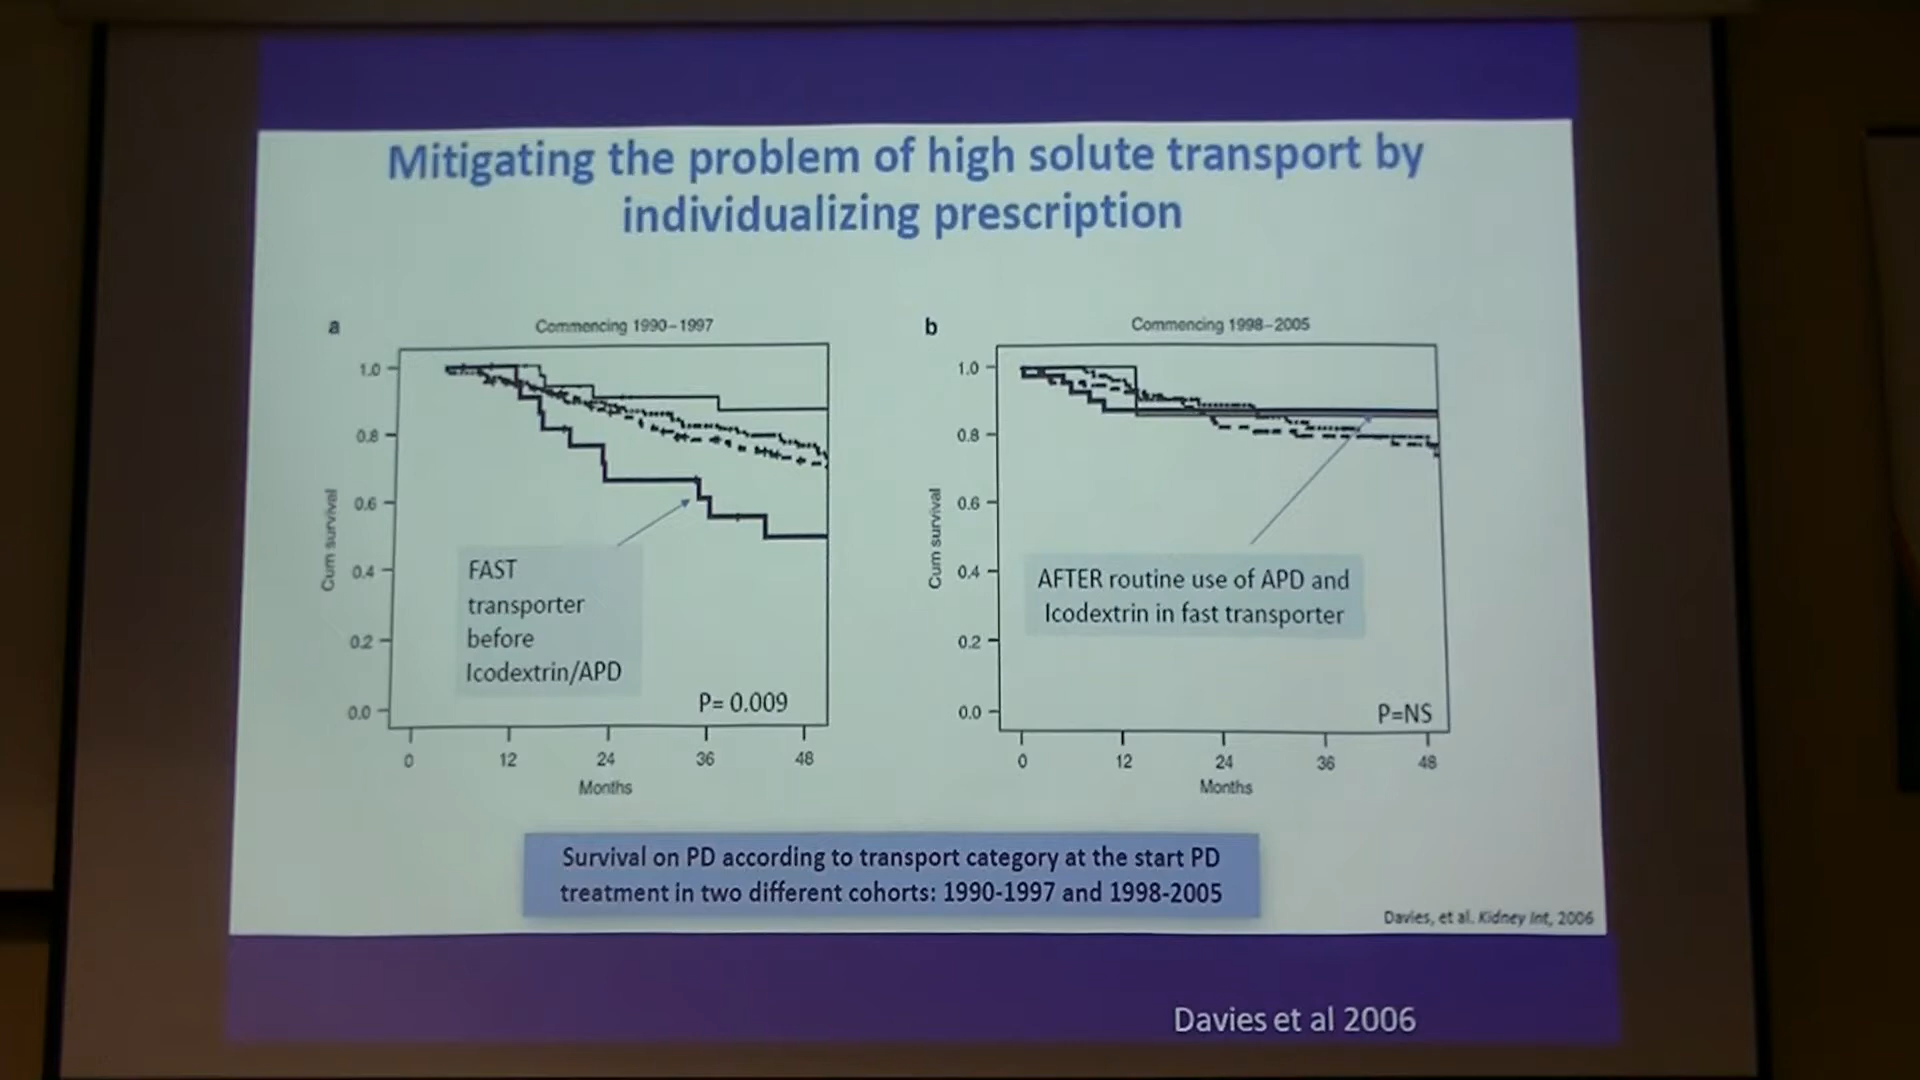 Mitigating the problem of high solute transport by
individualizing prescription
a
Commencing 1990-1997
1.0
0.8
0.6
0.4
0.2
0.0
Cum survival
FAST
transporter
before
Icodextrin/APD
P= 0.009
0 12 24 36 48
Months
b
Commencing 1998-2005
1.0
0.8
0.6
0.4
0.2
0.0
Cum survival
AFTER routine use of APD and
Icodextrin in fast transporter
P=NS
0 12 24 36 48
Months
Survival on PD according to transport category at the start PD
treatment in two different cohorts: 1990-1997 and 1998-2005
Davies, et al. Kidney Int, 2006
Davies et al 2006